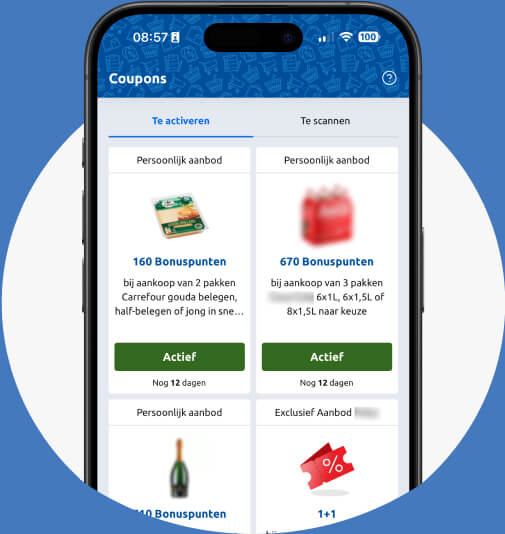 08:57
100
Coupons
?
Te activeren
Te scannen
Persoonlijk aanbod
160 Bonuspunten
bij aankoop van 2 pakken
Carrefour gouda belegen,
half-belegen of jong in sne...
Actief
Nog 12 dagen
Persoonlijk aanbod
670 Bonuspunten
bij aankoop van 3 pakken
6x1L, 6x1,5L of
8x1,5L naar keuze
Actief
Nog 12 dagen
Persoonlijk aanbod
10 Bonuspunten
Exclusief Aanbod
%
1+1